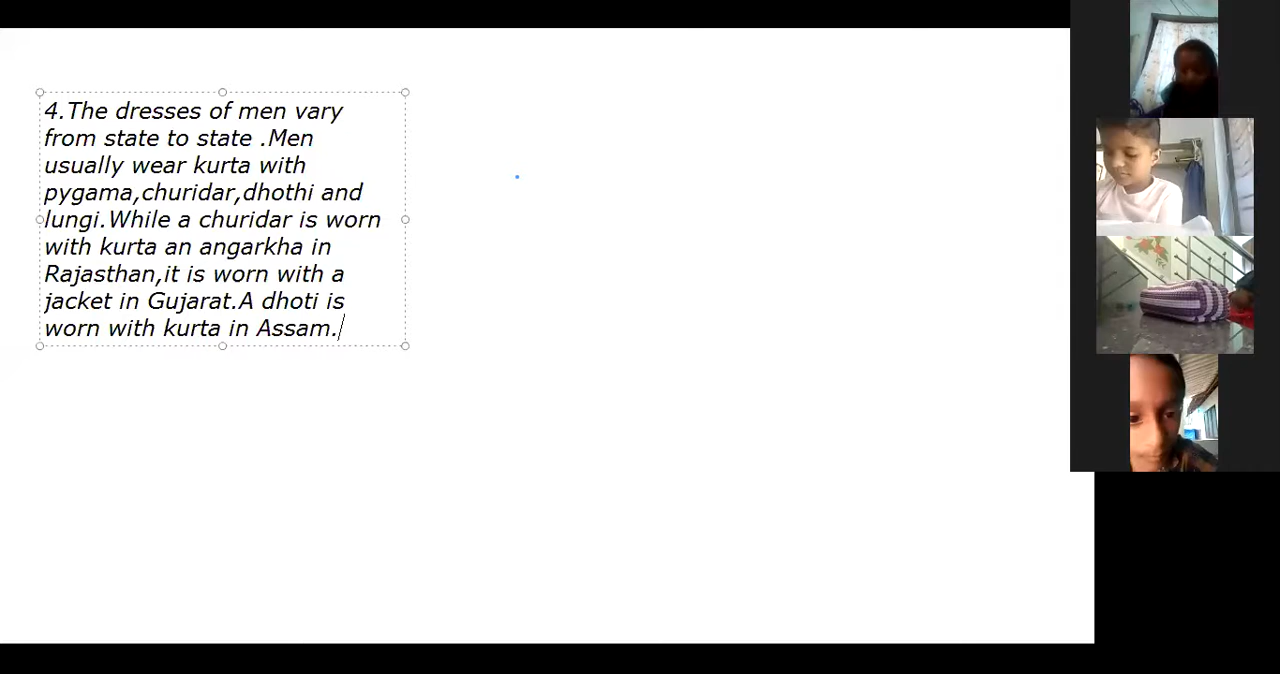 4.The dresses of men vary
from state to state .Men
usually wear kurta with
pygama,churidar,dhothi and
lungi.While a churidar is worn
with kurta an angarkha in
Rajasthan,it is worn with a
jacket in Gujarat.A dhoti is
worn with kurta in Assam.